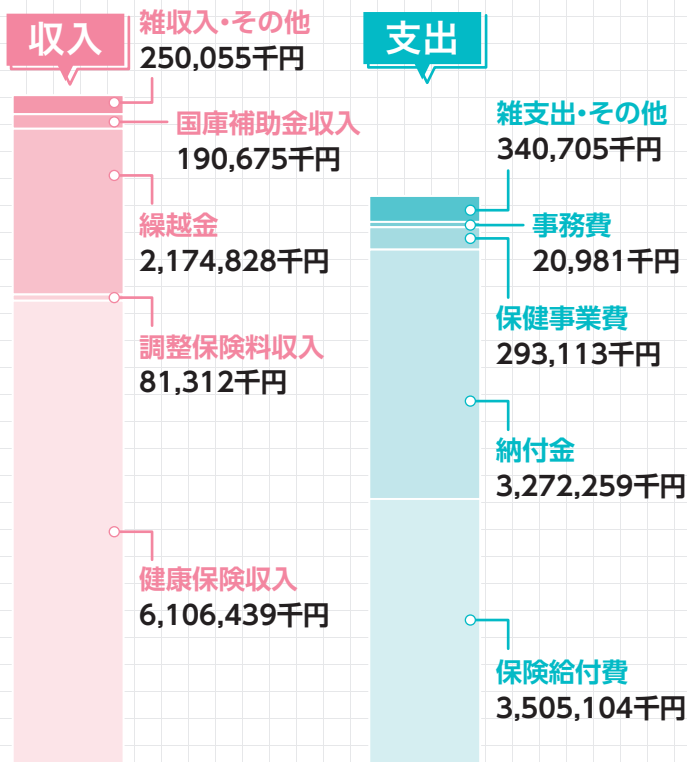 収入
雑収入・その他
250,055千円
国庫補助金収入
190,675千円
繰越金
2,174,828千円
調整保険料収入
81,312千円
健康保険収入
6,106,439千円
支出
雑支出・その他
340,705千円
事務費
20,981千円
保健事業費
293,113千円
納付金
3,272,259千円
保険給付費
3,505,104千円